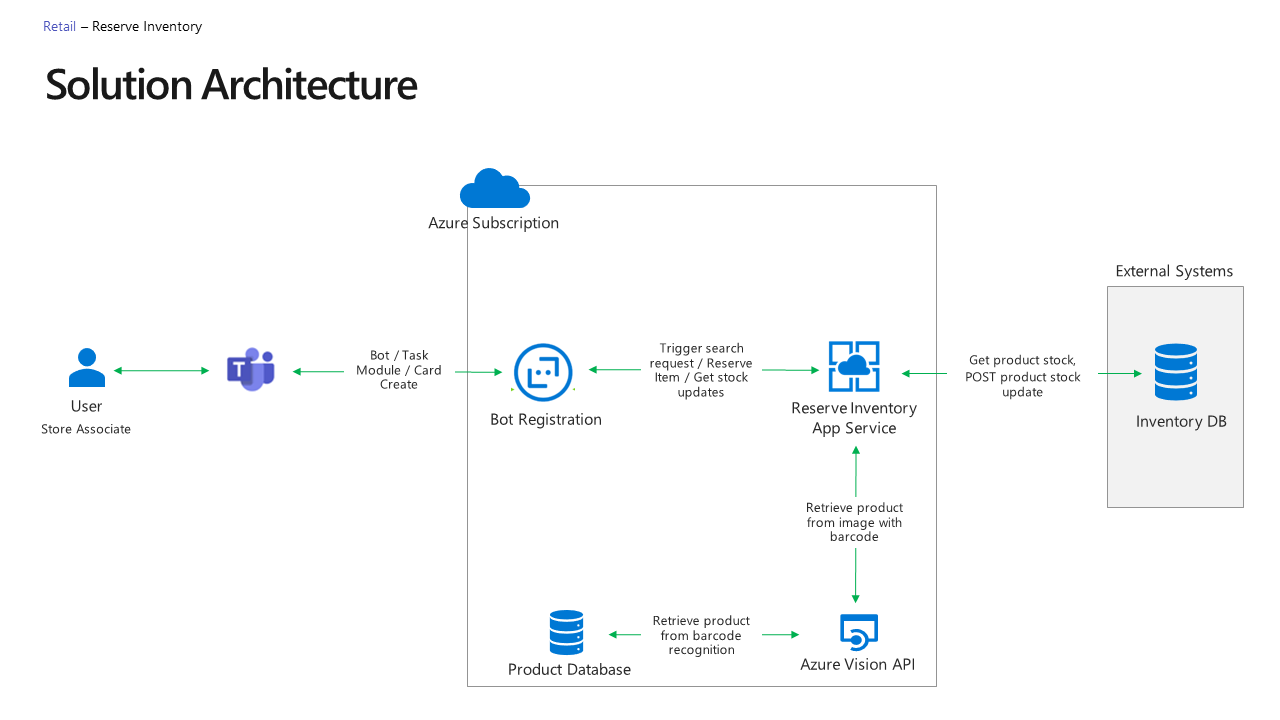 Retail – Reserve Inventory
Solution Architecture
Azure Subscription
External Systems
T
Bot / Task
Module / Card
Create
Trigger search
request / Reserve
Item / Get stock
updates
Get product stock,
POST product stock
update
User
Store Associate
Bot Registration
Reserve Inventory
App Service
Inventory DB
Retrieve product
from image with
barcode
Retrieve product
from barcode
recognition
Product Database
Azure Vision API